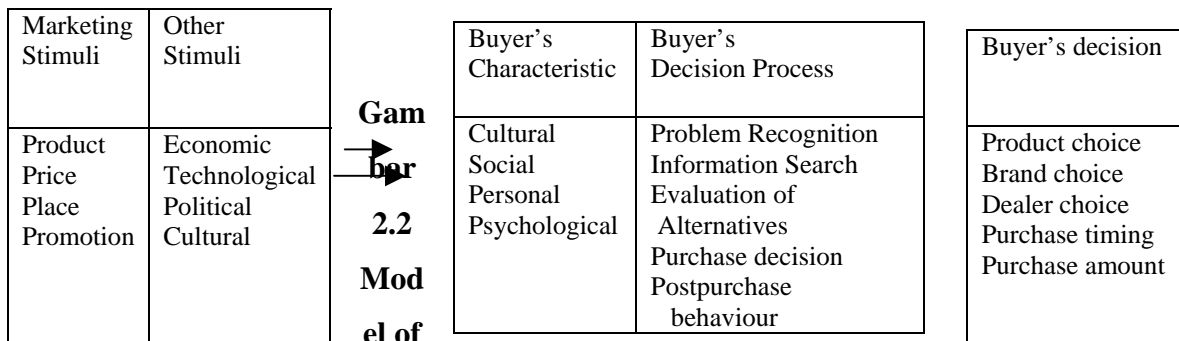 Marketing
Stimuli
Other
Stimuli
Product
Price
Place
Promotion
Economic
Technological
Political
Cultural
Gam
bar
2.2
Mod
el of
Buyer's
Characteristic
Buyer's
Decision Process
Cultural
Social
Personal
Psychological
Problem Recognition
Information Search
Evaluation of
Alternatives
Purchase decision
Postpurchase
behaviour
Buyer's decision
Product choice
Brand choice
Dealer choice
Purchase timing
Purchase amount